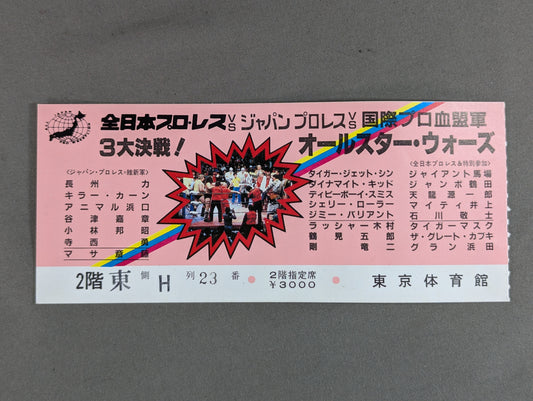 全日本プロ・レス VS ジャパンプロレス VS 国際プロ血盟軍
3大決戦！ オールスター・ウォーズ
〈ジャパン・プロレス・維新軍〉
長州力
キラー・カーン
アニマル浜口
谷津嘉章
小林邦昭
寺西勇
マサ斎藤
タイガー・ジェット・シン
ダイナマイト・キッド
デイビーボーイ・スミス
シェリー・ローラー
ジミー・バリアント
ラッシャー木村
鶴見五郎
剛竜二
〈全日本プロレス&特別参加〉
ジャイアント馬場
ジャンボ鶴田
天龍源一郎
マイティ井上
石川敬士
タイガーマスク
ザ・グレート・カブキ
グラン浜田
2階 東 側 H 列 23 番
2階指定席
¥3000
東京体育館